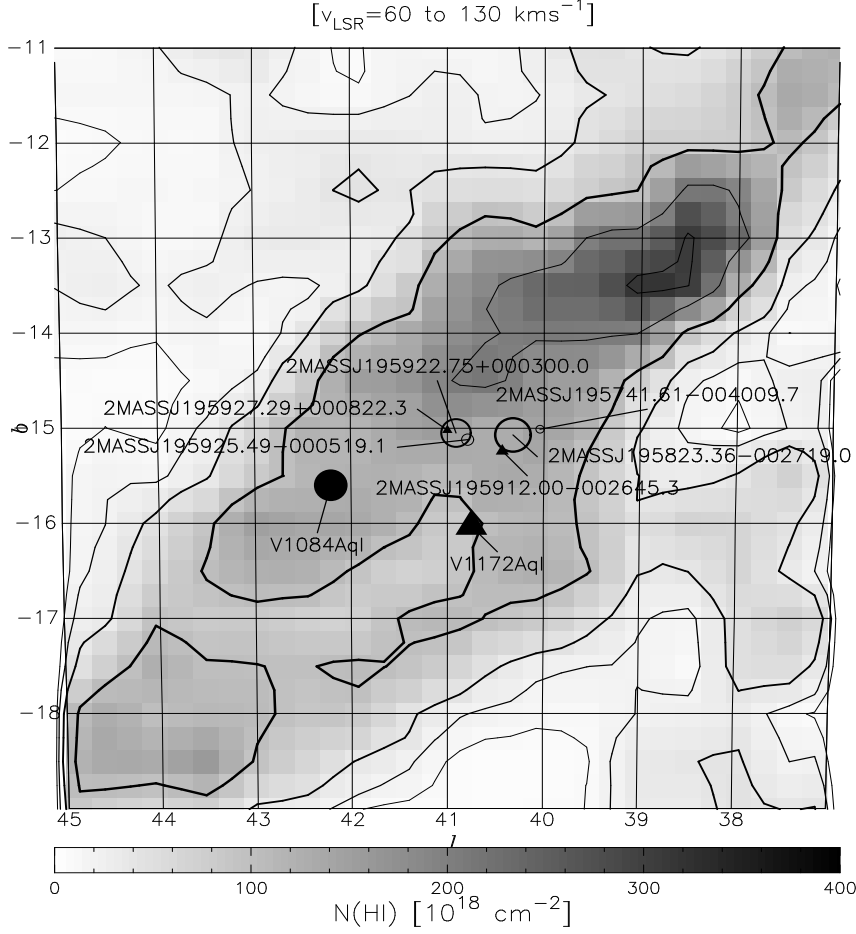 [v_LSR=60 to 130 kms⁻¹]
−11
−12
−13
−14
2MASSJ195922.75+000300.0
2MASSJ195741.61−004009.7
2MASSJ195927.29+000822.3
b
−15
2MASSJ195925.49−000519.1
2MASSJ195823.36−002719.0
2MASSJ195912.00−002645.3
−16
V1084Aql
V1172Aql
−17
−18
45 44 43 42 41 40 39 38
l
0 100 200 300 400
N(HI) [10¹⁸ cm⁻²]